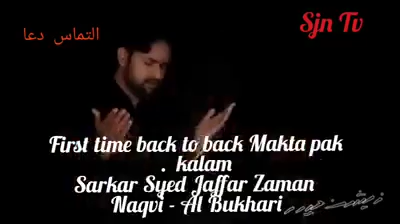 التماس دعا
Sjn Tv
First time back to back Makta pak
. kalam
Sarkar Syed Jaffar Zaman
Naqvi - Al Bukhari